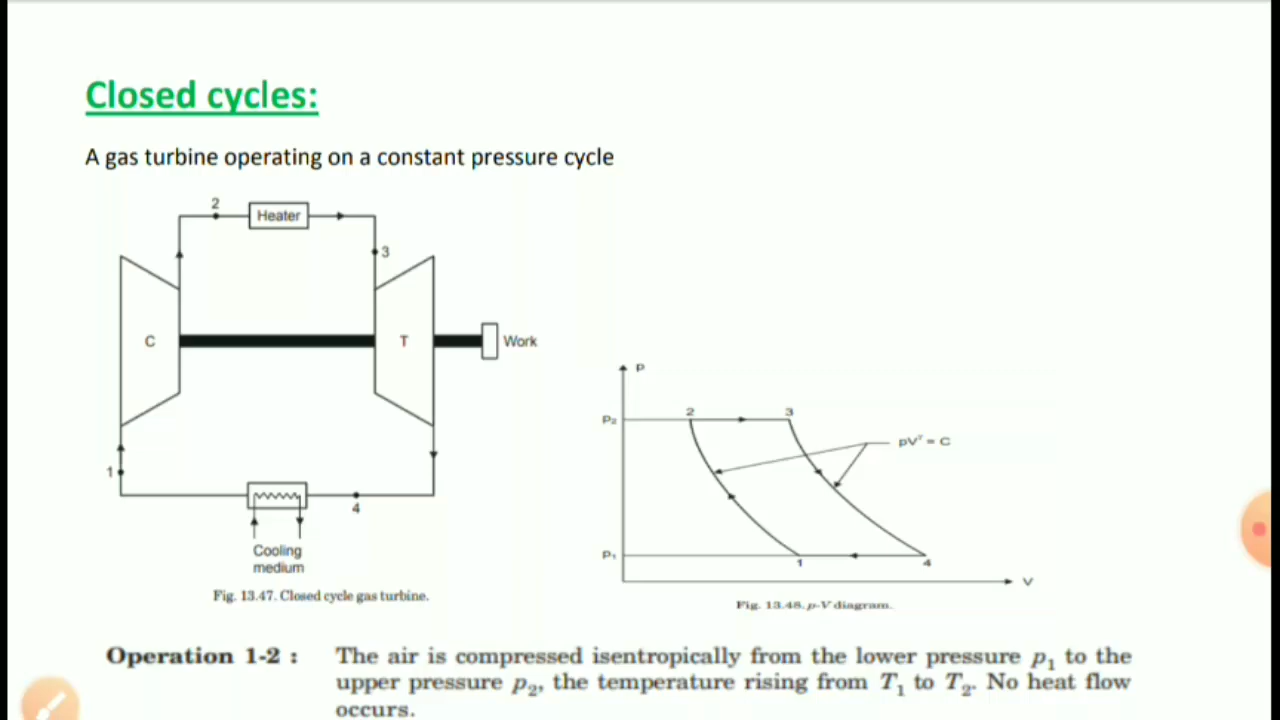 Closed cycles:
A gas turbine operating on a constant pressure cycle
2
Heater
3
C
T
Work
1
4
Cooling
medium
Fig. 13.47. Closed cycle gas turbine.
P
P₂
2
3
pVᵞ = C
P₁
1
4
V
Fig. 13.48. p-V diagram.
Operation 1-2 : The air is compressed isentropically from the lower pressure p₁ to the
upper pressure p₂, the temperature rising from T₁ to T₂. No heat flow
occurs.